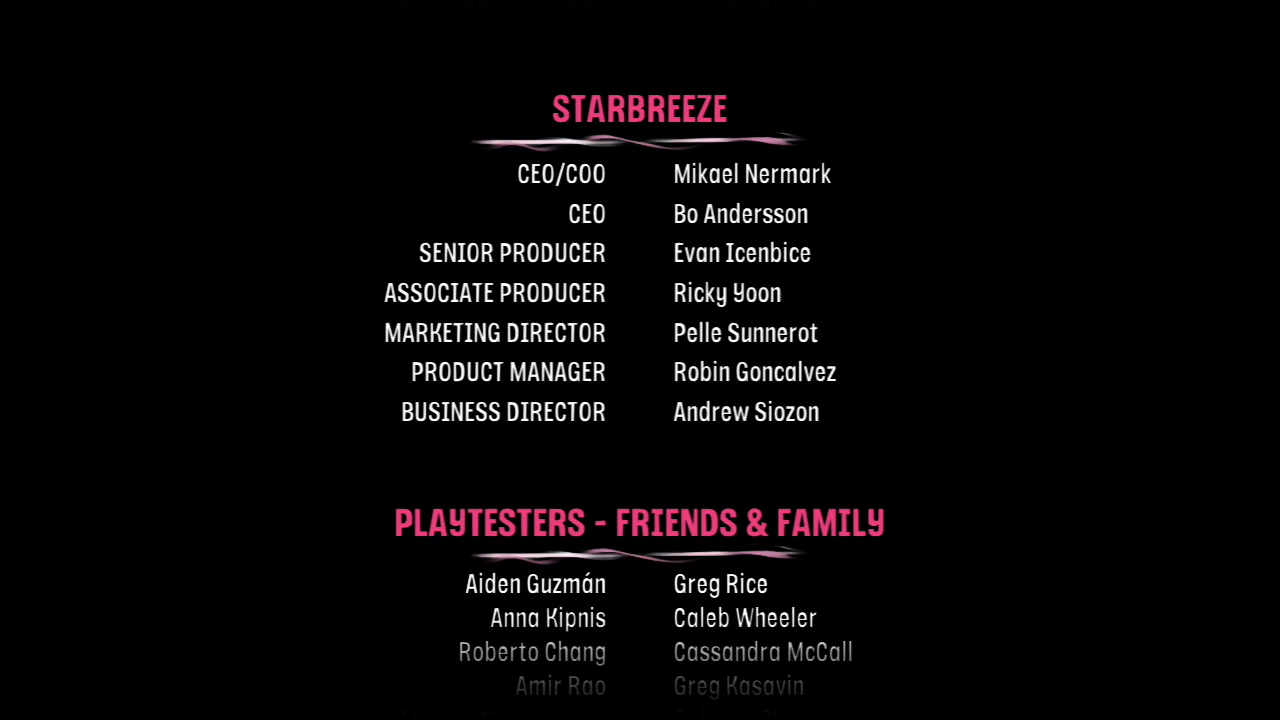 STARBREEZE
CEO/COO Mikael Nermark
CEO Bo Andersson
SENIOR PRODUCER Evan Icenbice
ASSOCIATE PRODUCER Ricky Yoon
MARKETING DIRECTOR Pelle Sunnerot
PRODUCT MANAGER Robin Goncalvez
BUSINESS DIRECTOR Andrew Siozon
PLAYTESTERS - FRIENDS & FAMILY
Aiden Guzmán Greg Rice
Anna Kipnis Caleb Wheeler
Roberto Chang Cassandra McCall
Amir Rao Greg Kasavin